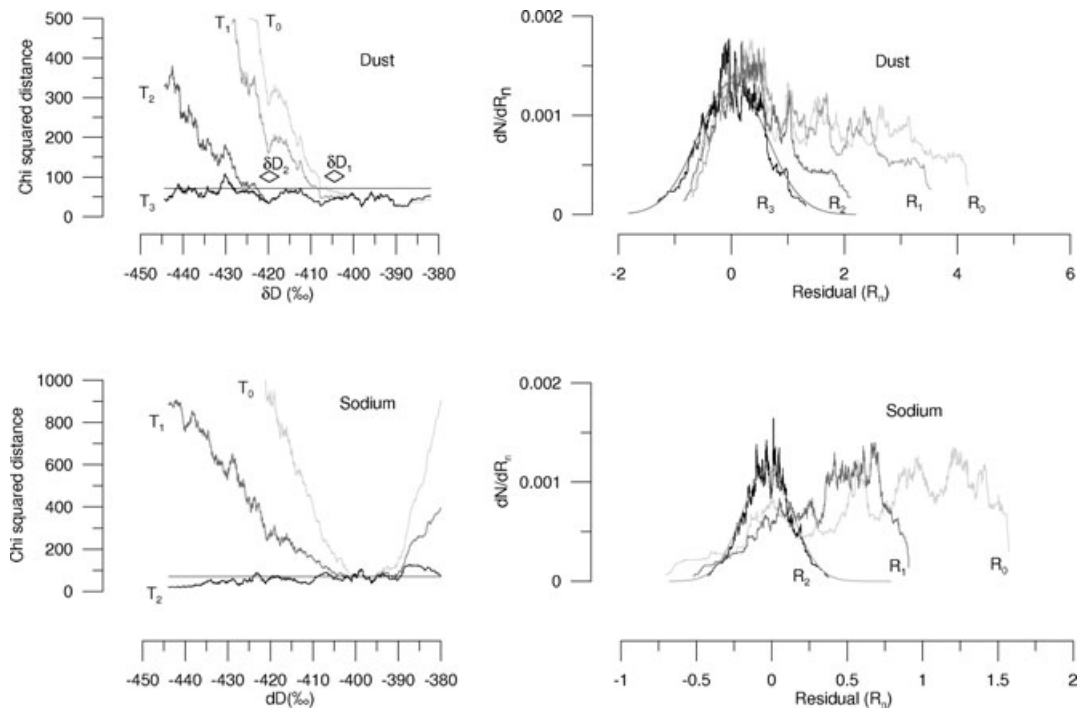 500
400
300
200
100
0
Chi squared distance
T1
T0
Dust
T2
δD2
δD1
T3
-450 -440 -430 -420 -410 -400 -390 -380
δD (‰)
0.002
0.001
0
dN/dRn
Dust
R3
R2
R1
R0
-2 0 2 4 6
Residual (Rn)
1000
800
600
400
200
0
Chi squared distance
T0
Sodium
T1
T2
-450 -440 -430 -420 -410 -400 -390 -380
dD(‰)
0.002
0.001
0
dN/dRn
Sodium
R2
R1
R0
-1 -0.5 0 0.5 1 1.5 2
Residual (Rn)